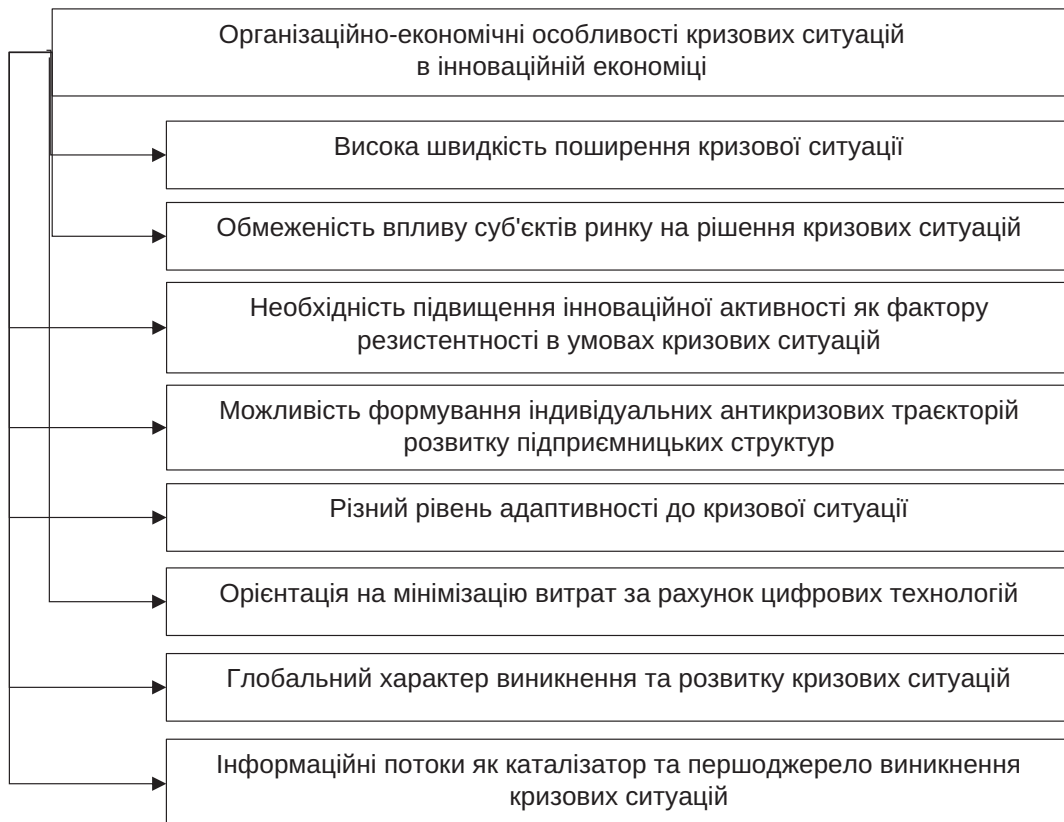 Організаційно-економічні особливості кризових ситуацій
в інноваційній економіці
Висока швидкість поширення кризової ситуації
Обмеженість впливу суб'єктів ринку на рішення кризових ситуацій
Необхідність підвищення інноваційної активності як фактору
резистентності в умовах кризових ситуацій
Можливість формування індивідуальних антикризових траєкторій
розвитку підприємницьких структур
Різний рівень адаптивності до кризової ситуації
Орієнтація на мінімізацію витрат за рахунок цифрових технологій
Глобальний характер виникнення та розвитку кризових ситуацій
Інформаційні потоки як каталізатор та першоджерело виникнення
кризових ситуацій